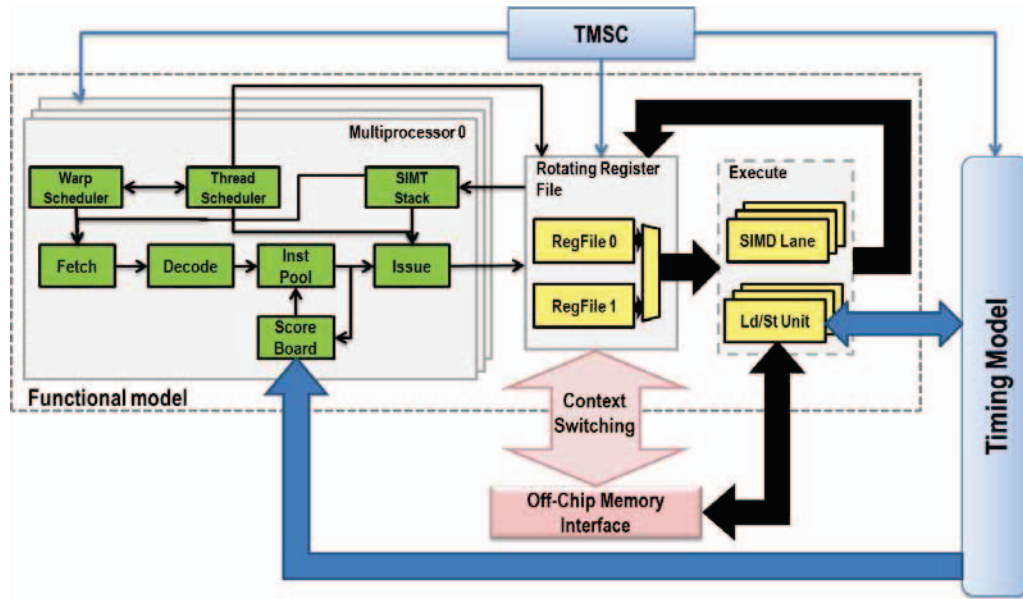 TMSC
Multiprocessor 0
Warp
Scheduler
Thread
Scheduler
SIMT
Stack
Rotating Register
File
Execute
RegFile 0
SIMD Lane
Fetch
Decode
Inst
Pool
Issue
RegFile 1
Ld/St Unit
Score
Board
Functional model
Context
Switching
Timing Model
Off-Chip Memory
Interface